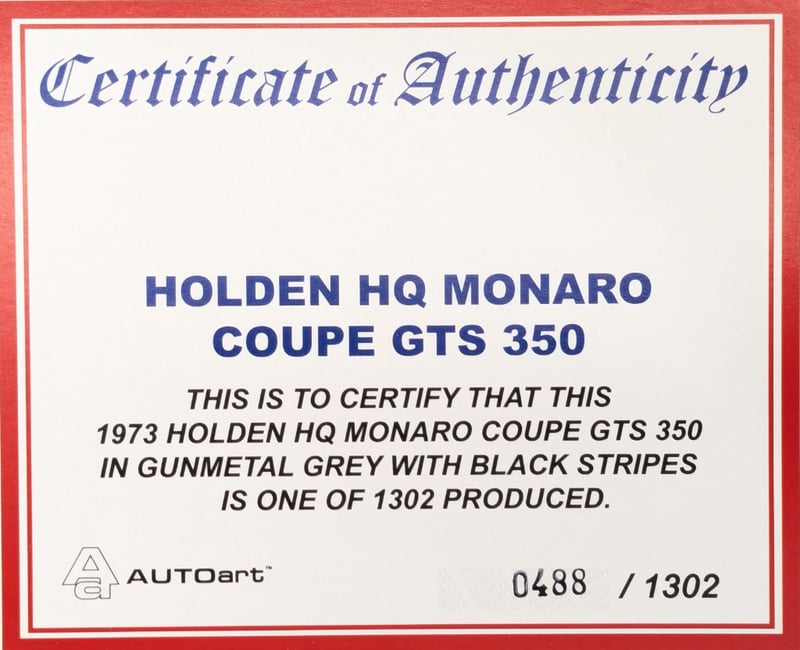 Certificate of Authenticity
HOLDEN HQ MONARO
COUPE GTS 350
THIS IS TO CERTIFY THAT THIS
1973 HOLDEN HQ MONARO COUPE GTS 350
IN GUNMETAL GREY WITH BLACK STRIPES
IS ONE OF 1302 PRODUCED.
Aa AUTOart™
0488 / 1302